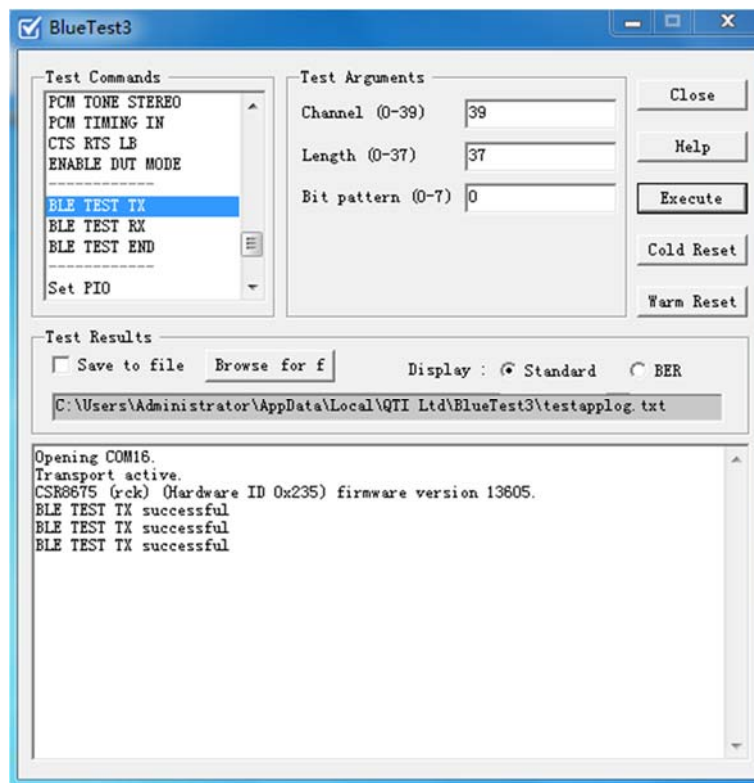 BlueTest3
Test Commands
PCM TONE STEREO
PCM TIMING IN
CTS RTS LB
ENABLE DUT MODE
------------
BLE TEST TX
BLE TEST RX
BLE TEST END
------------
Set PIO
Test Arguments
Channel (0-39) 39
Length (0-37) 37
Bit pattern (0-7) 0
Close
Help
Execute
Cold Reset
Warm Reset
Test Results
Save to file Browse for f Display : Standard BER
C:\Users\Administrator\AppData\Local\QTI Ltd\BlueTest3\testapplog.txt
Opening COM16.
Transport active.
CSR8675 (rck) (Hardware ID 0x235) firmware version 13605.
BLE TEST TX successful
BLE TEST TX successful
BLE TEST TX successful